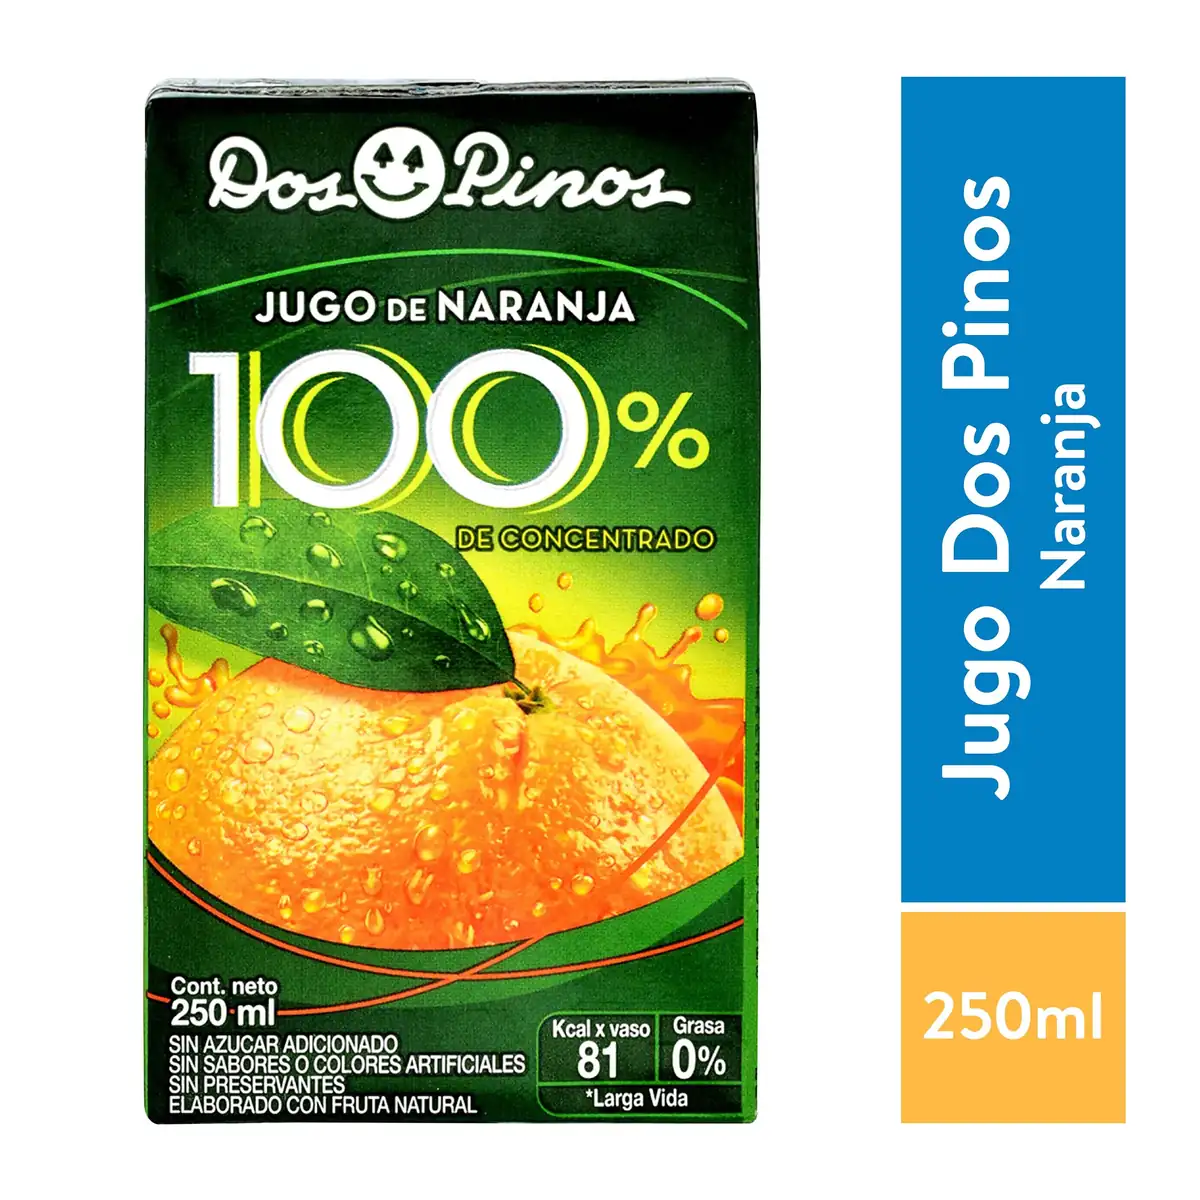 Dos Pinos
JUGO DE NARANJA
100%
DE CONCENTRADO
Cont. neto
250 ml
SIN AZUCAR ADICIONADO
SIN SABORES O COLORES ARTIFICIALES
SIN PRESERVANTES
ELABORADO CON FRUTA NATURAL
Kcal x vaso
81
Grasa
0%
*Larga Vida
Jugo Dos Pinos
Naranja
250ml